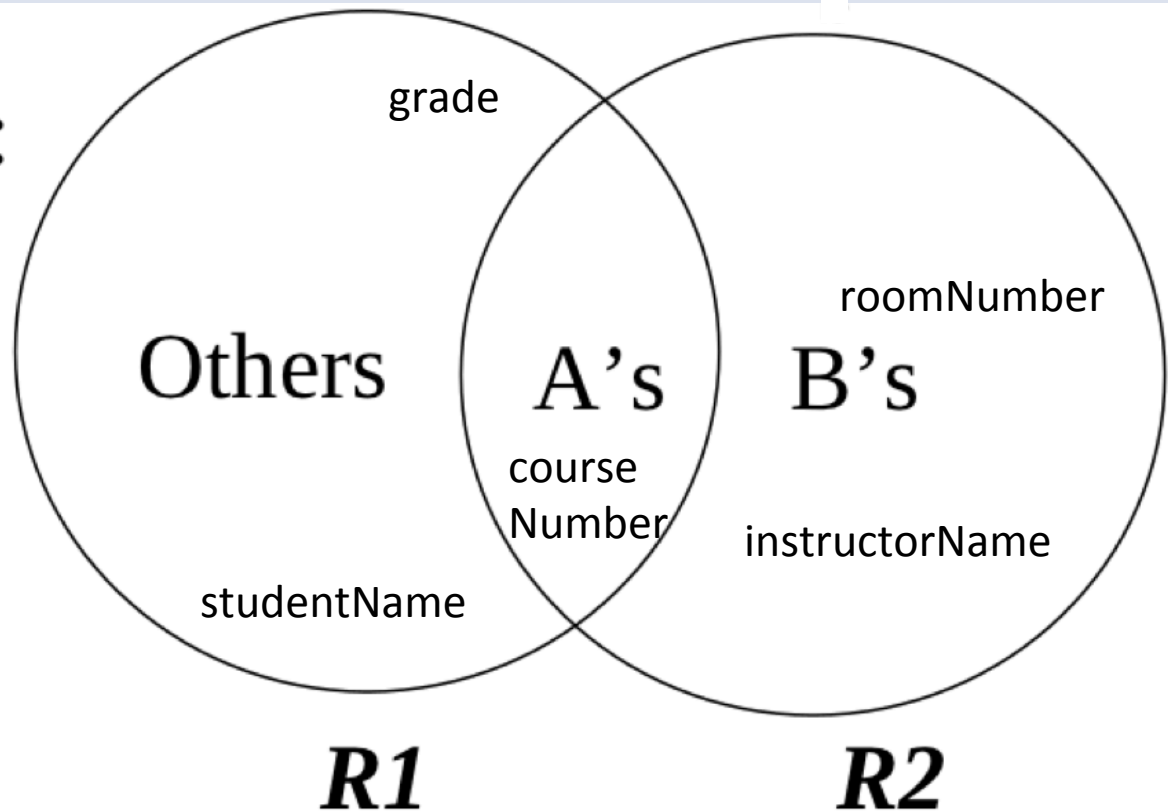 grade
:
roomNumber
Others
A’s
B’s
course
Number
instructorName
studentName
R1
R2